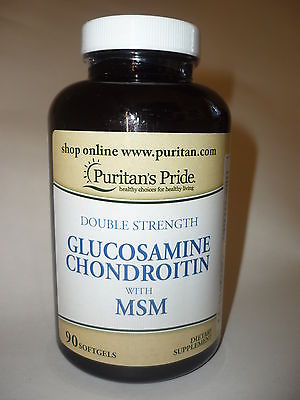 shop online www.puritan.com
Puritan's Pride
healthy choices for healthy living
DOUBLE STRENGTH
GLUCOSAMINE
CHONDROITIN
WITH
MSM
90 SOFTGELS
DIETARY
SUPPLEMENT